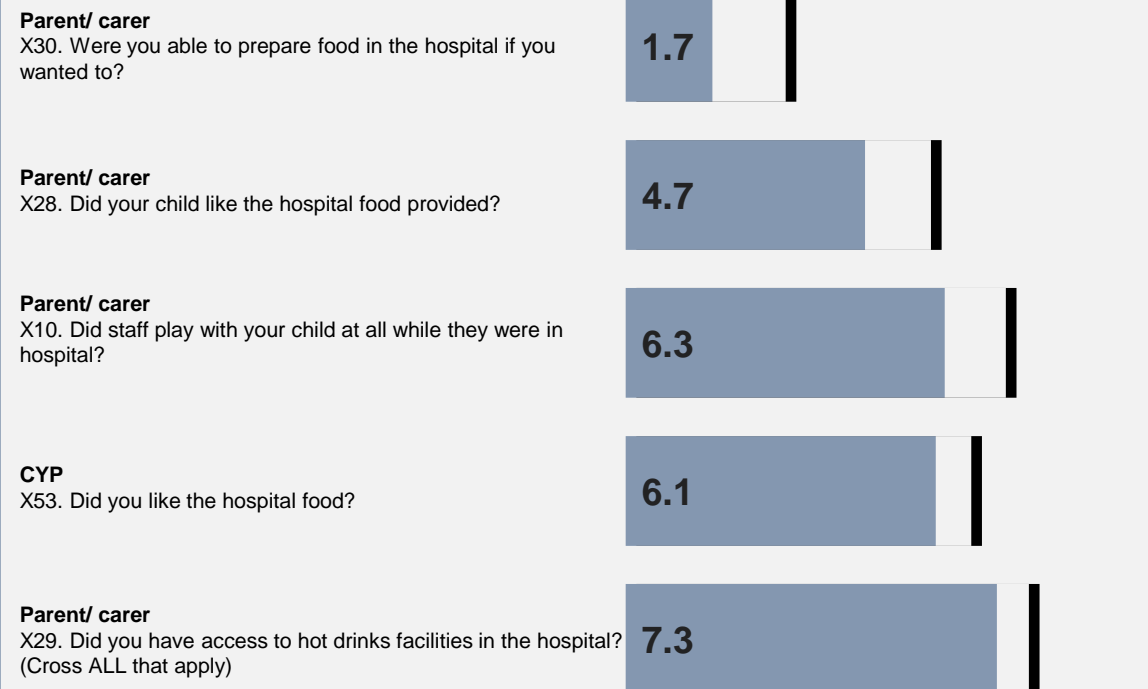 Parent/ carer
X30. Were you able to prepare food in the hospital if you
wanted to?
1.7
Parent/ carer
X28. Did your child like the hospital food provided?
4.7
Parent/ carer
X10. Did staff play with your child at all while they were in
hospital?
6.3
CYP
X53. Did you like the hospital food?
6.1
Parent/ carer
X29. Did you have access to hot drinks facilities in the hospital?
(Cross ALL that apply)
7.3